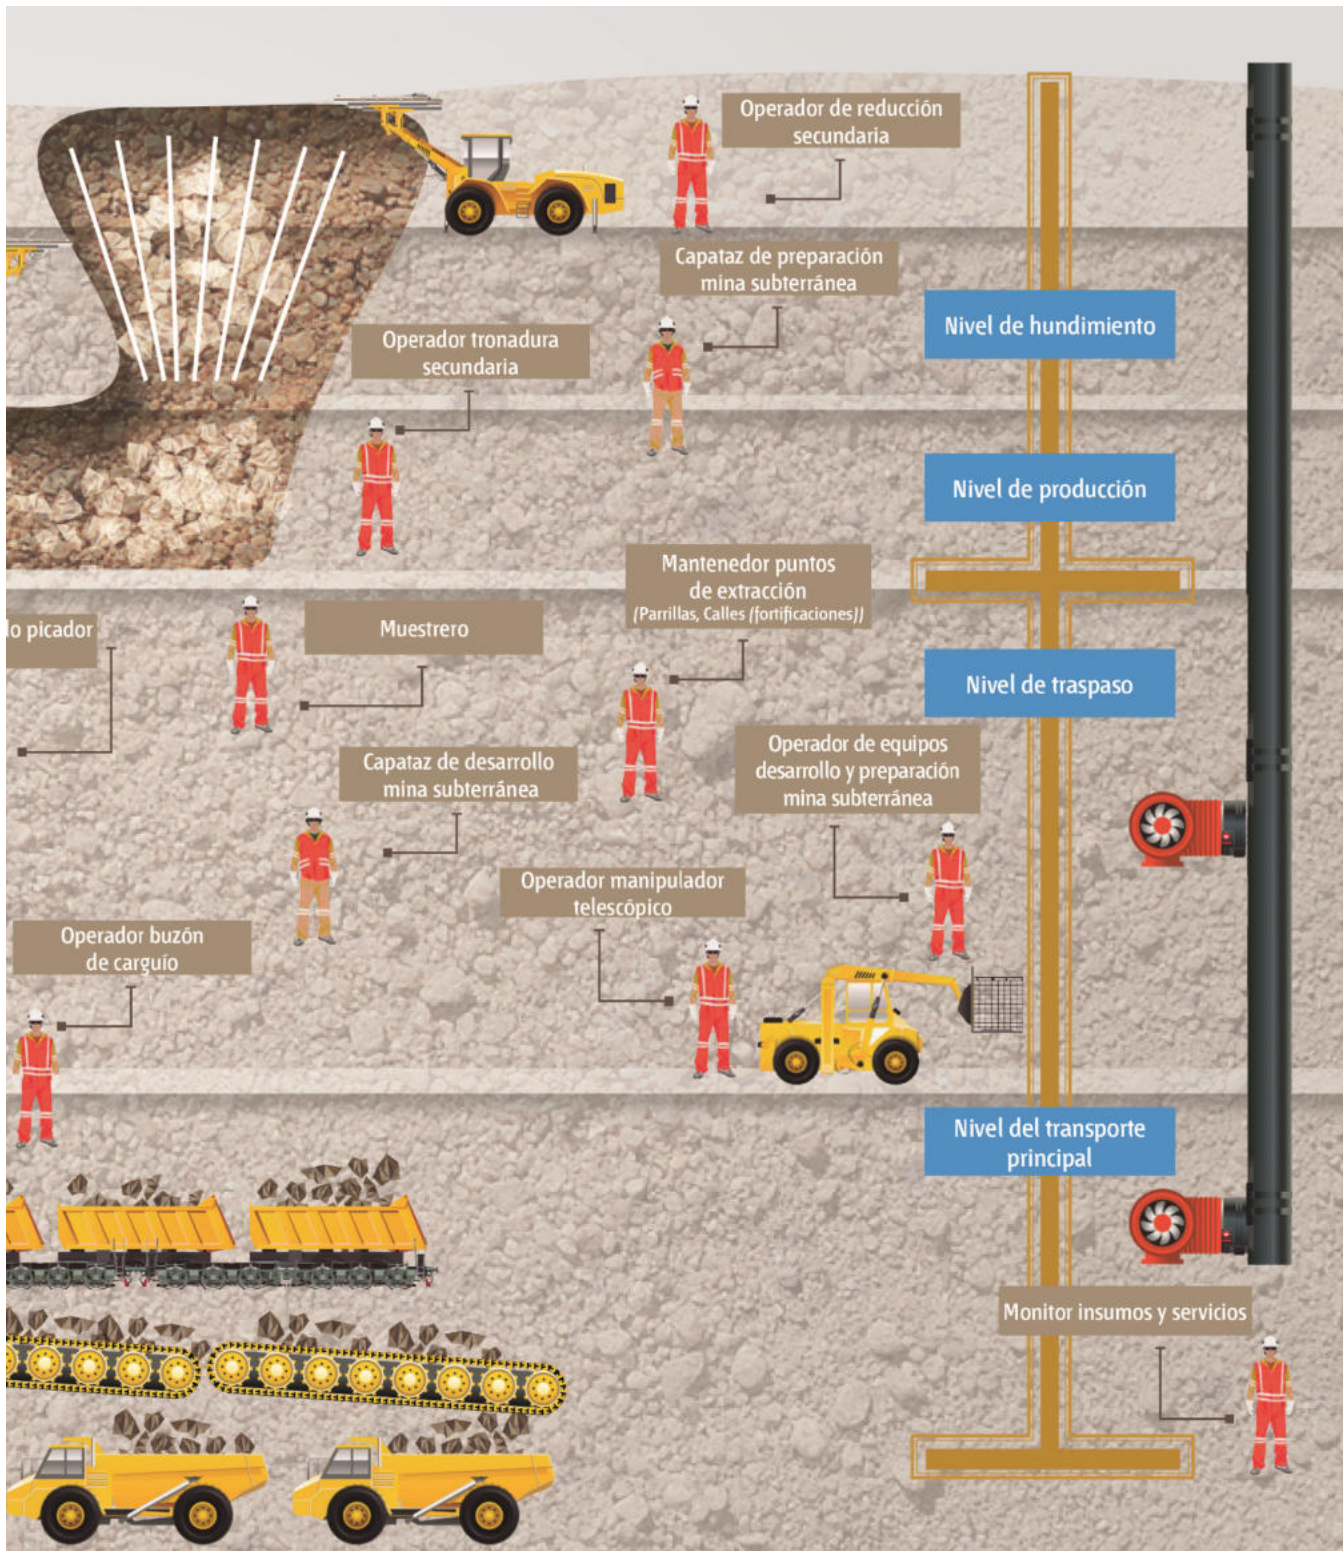 Operador de reducción
secundaria
Capataz de preparación
mina subterránea
Nivel de hundimiento
Operador tronadura
secundaria
Nivel de producción
Mantenedor puntos
de extracción
(Parrillas, Calles (fortificaciones))
lo picador
Muestrero
Nivel de traspaso
Capataz de desarrollo
mina subterránea
Operador de equipos
desarrollo y preparación
mina subterránea
Operador manipulador
telescópico
Operador buzón
de carguío
Nivel del transporte
principal
Monitor insumos y servicios